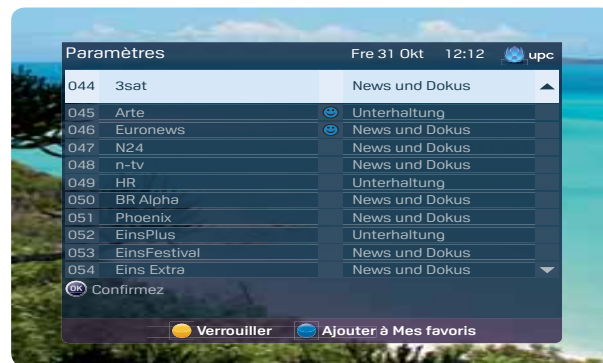 Paramètres Fre 31 Okt 12:12 upc
044 3sat News und Dokus
045 Arte Unterhaltung
046 Euronews News und Dokus
047 N24 News und Dokus
048 n-tv News und Dokus
049 HR Unterhaltung
050 BR Alpha News und Dokus
051 Phoenix News und Dokus
052 EinsPlus Unterhaltung
053 EinsFestival News und Dokus
054 Eins Extra News und Dokus
OK Confirmez
Verrouiller Ajouter à Mes favoris